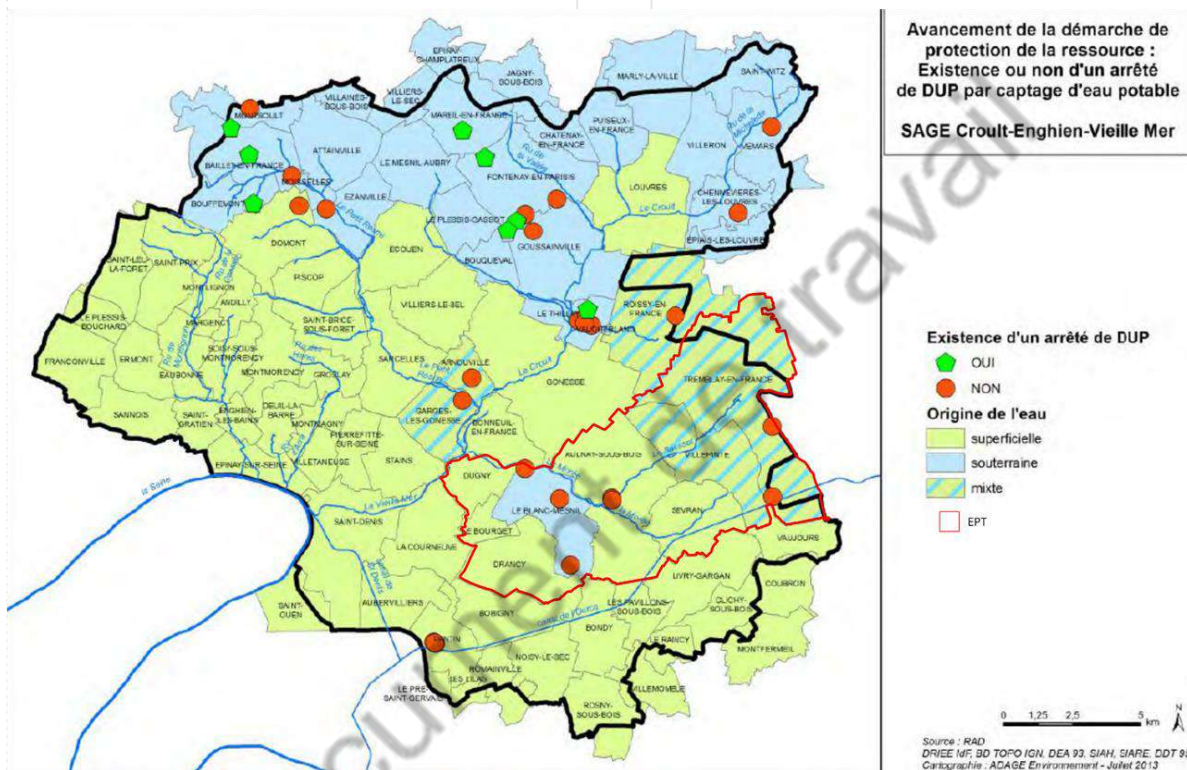 Avancement de la démarche de
protection de la ressource :
Existence ou non d'un arrêté
de DUP par captage d'eau potable
SAGE Croult-Enghien-Vieille Mer
EPINAY-
CHAMPLATREUX
JAGNY-
SOUS-BOIS
MARLY-LA-VILLE
SAINT-WITZ
VILLIERS-
LE-SEC
VILLAINES-
SOUS-BOIS
MAREIL-EN-FRANCE
CHATENAY-
EN-FRANCE
PUISEUX-
EN-FRANCE
VILLERON
VEMARS
ATTAINVILLE
LE MESNIL-AUBRY
Ru de
la Vallée
BAILLET-EN-FRANCE
MOISSELLES
FONTENAY-EN-PARISIS
LOUVRES
CHENNEVIERES-
LES-LOUVRES
BOUFFEMONT
EZANVILLE
Le Petit Rosne
LE PLESSIS-GASSOT
Le Croult
GOUSSAINVILLE
EPIAIS-LES-LOUVRES
DOMONT
ECOUEN
BOUQUEVAL
SAINT-LEU-
LA-FORET
SAINT-PRIX
PISCOP
MONTLIGNON
ANDILLY
VILLIERS-LE-BEL
LE THILLAY
VAUDHERLAND
ROISSY-EN-
FRANCE
LE PLESSIS-
BOUCHARD
MARGENCY
SAINT-BRICE-
SOUS-FORET
FRANCONVILLE
ERMONT
EAUBONNE
SOISY-SOUS-
MONTMORENCY
MONTMORENCY
GROSLAY
SARCELLES
ARNOUVILLE
Le Petit
Rosne
Le Croult
GONESSE
TREMBLAY-EN-FRANCE
SANNOIS
SAINT-
GRATIEN
ENGHIEN-
LES-BAINS
DEUIL-LA-
BARRE
MONTMAGNY
GARGES-
LES-GONESSE
BONNEUIL-
EN-FRANCE
PIERREFITTE-
SUR-SEINE
EPINAY-SUR-SEINE
VILLETANEUSE
STAINS
DUGNY
AULNAY-SOUS-BOIS
VILLEPINTE
la Seine
La Vieille Mer
LE BLANC-MESNIL
SEVRAN
SAINT-DENIS
LE BOURGET
LA COURNEUVE
DRANCY
VAUJOURS
LIVRY-GARGAN
COUBRON
SAINT-
OUEN
AUBERVILLIERS
BOBIGNY
Canal de l'Ourcq
LES PAVILLONS-
SOUS-BOIS
CLICHY-
SOUS-BOIS
BONDY
PANTIN
NOISY-LE-SEC
LE RAINCY
MONTFERMEIL
ROMAINVILLE
LES LILAS
LE PRE-
SAINT-GERVAIS
VILLEMOMBLE
ROSNY-
SOUS-BOIS
Existence d'un arrêté de DUP
OUI
NON
Origine de l'eau
superficielle
souterraine
mixte
EPT
0 1,25 2,5 5
km
N
Source : RAD
DRIEE IdF, BD TOPO IGN, DEA 93, SIAH, SIARE, DDT 95
Cartographie : ADAGE Environnement - Juillet 2013
cument de travail